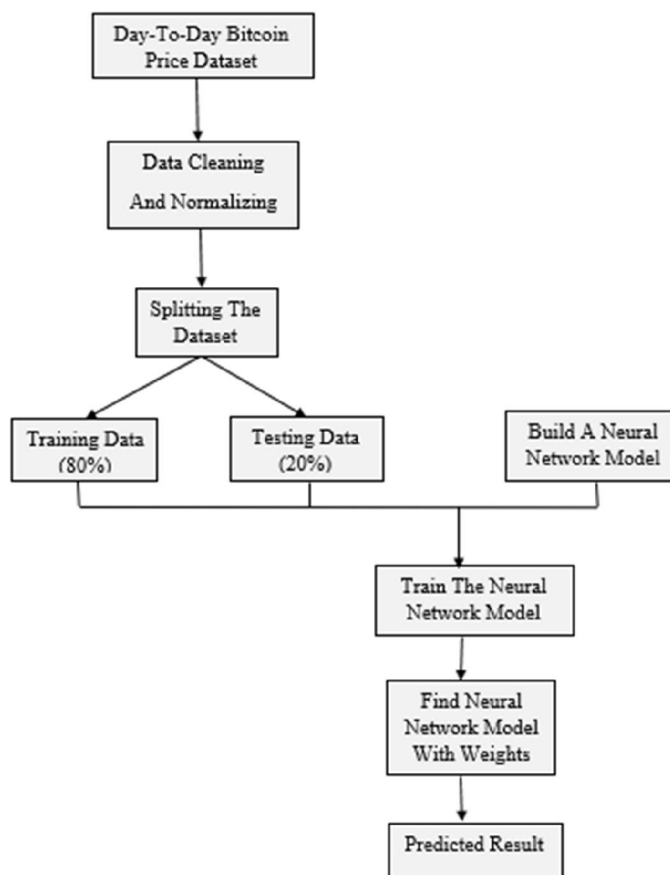 Day-To-Day Bitcoin
Price Dataset
Data Cleaning
And Normalizing
Splitting The
Dataset
Training Data
(80%)
Testing Data
(20%)
Build A Neural
Network Model
Train The Neural
Network Model
Find Neural
Network Model
With Weights
Predicted Result